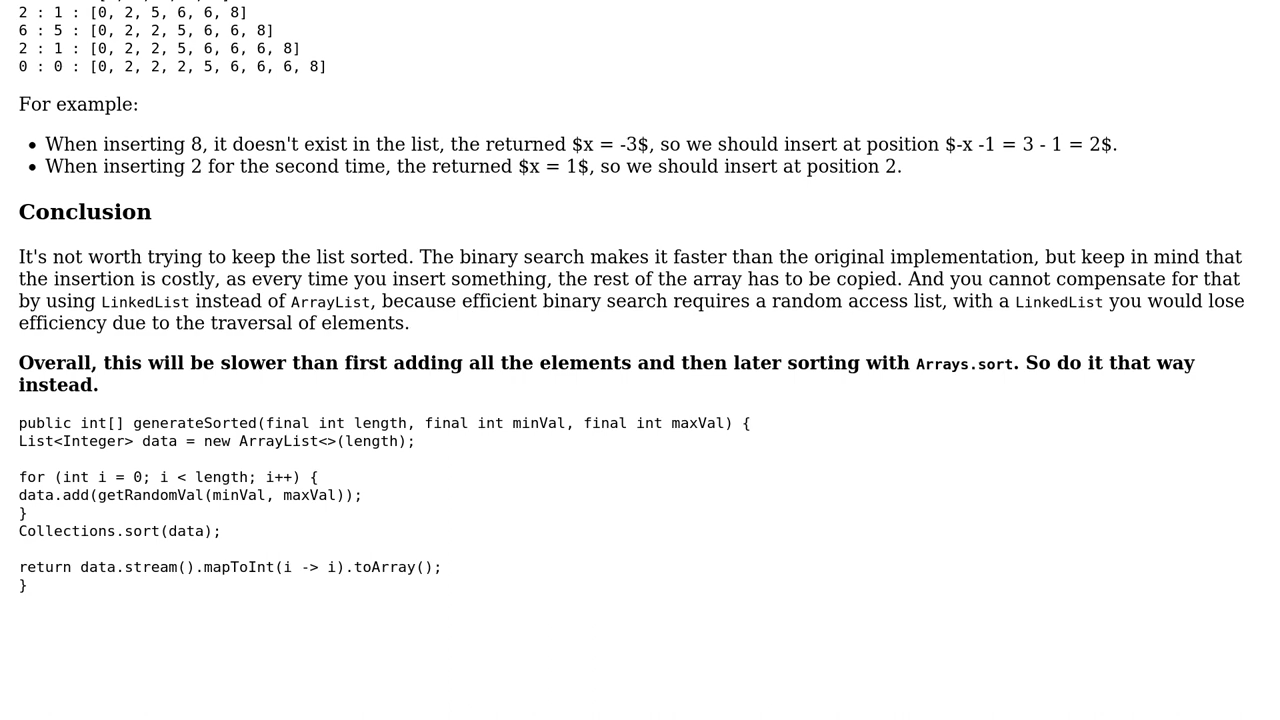 2 : 1 : [0, 2, 5, 6, 6, 8]
6 : 5 : [0, 2, 2, 5, 6, 6, 8]
2 : 1 : [0, 2, 2, 5, 6, 6, 6, 8]
0 : 0 : [0, 2, 2, 2, 5, 6, 6, 6, 8]
For example:
• When inserting 8, it doesn't exist in the list, the returned $x = -3$, so we should insert at position $-x -1 = 3 - 1 = 2$.
• When inserting 2 for the second time, the returned $x = 1$, so we should insert at position 2.
Conclusion
It's not worth trying to keep the list sorted. The binary search makes it faster than the original implementation, but keep in mind that
the insertion is costly, as every time you insert something, the rest of the array has to be copied. And you cannot compensate for that
by using LinkedList instead of ArrayList, because efficient binary search requires a random access list, with a LinkedList you would lose
efficiency due to the traversal of elements.
Overall, this will be slower than first adding all the elements and then later sorting with Arrays.sort. So do it that way
instead.
public int[] generateSorted(final int length, final int minVal, final int maxVal) {
List<Integer> data = new ArrayList<>(length);
for (int i = 0; i < length; i++) {
data.add(getRandomVal(minVal, maxVal));
}
Collections.sort(data);
return data.stream().mapToInt(i -> i).toArray();
}